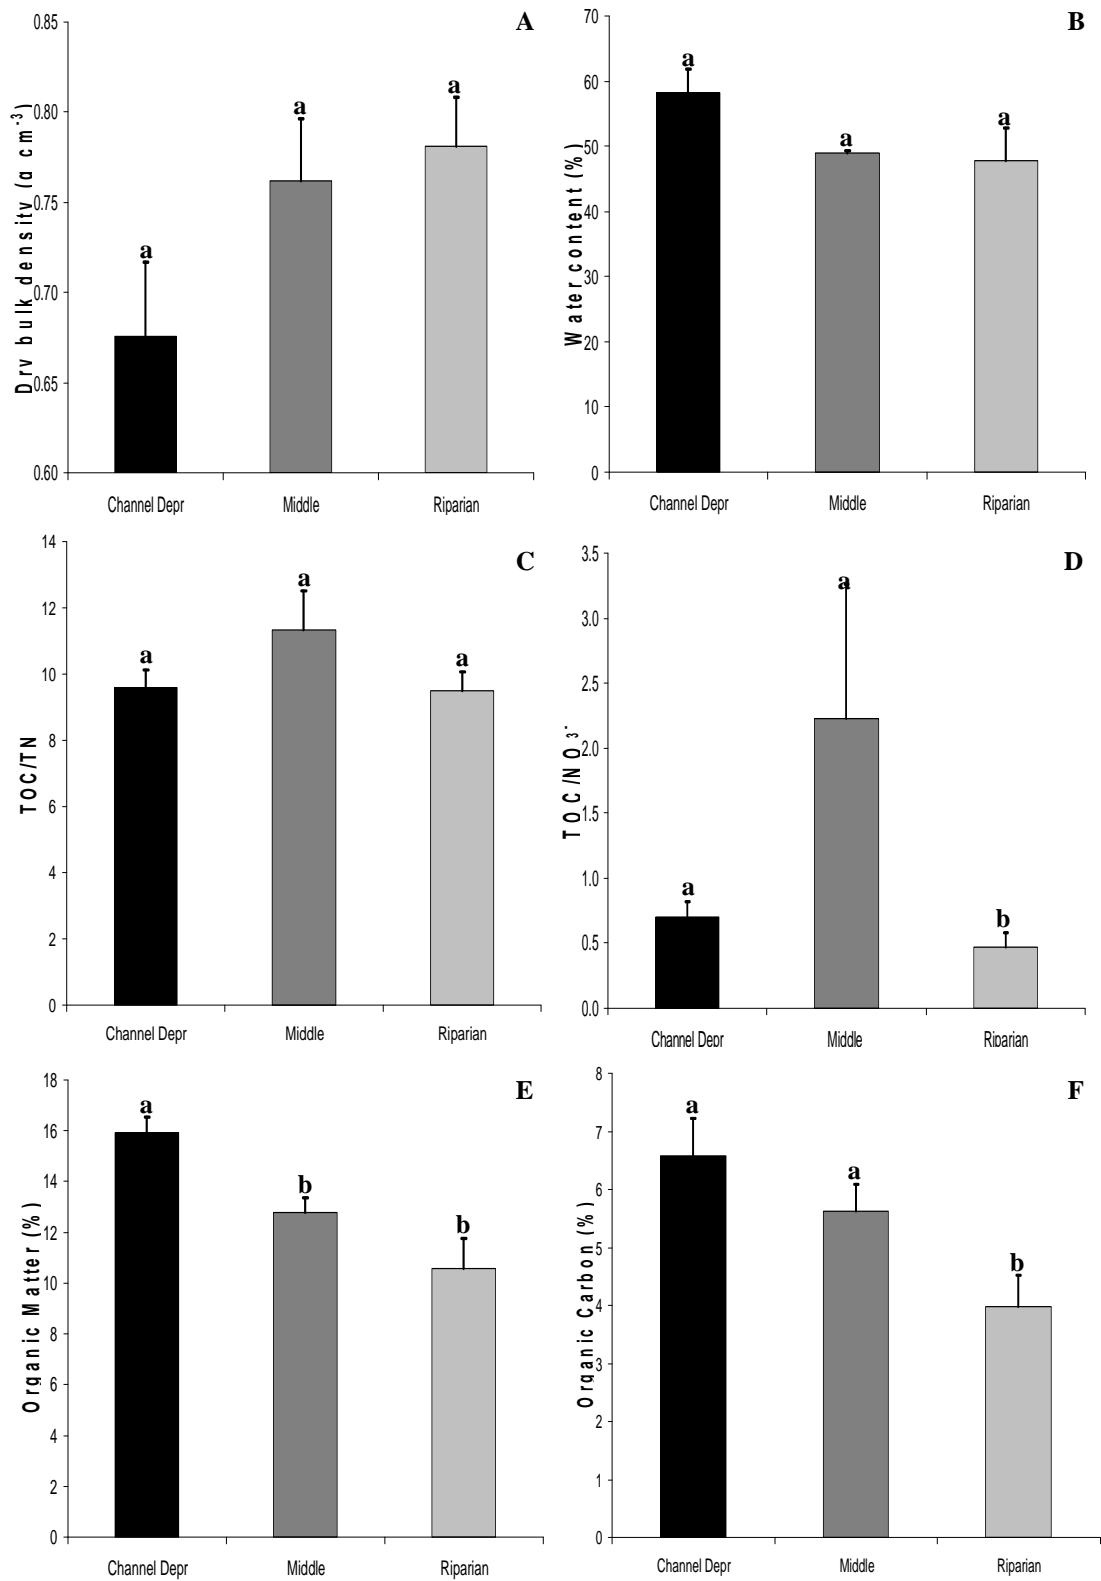 A
Drv bulk density (g cm-3)
0.85
0.80
0.75
0.70
0.65
0.60
a
a
a
Channel Depr
Middle
Riparian
B
Water content (%)
70
60
50
40
30
20
10
0
a
a
a
Channel Depr
Middle
Riparian
C
TOC/TN
14
12
10
8
6
4
2
0
a
a
a
Channel Depr
Middle
Riparian
D
TOC/NO3-
3.5
3.0
2.5
2.0
1.5
1.0
0.5
0.0
a
a
b
Channel Depr
Middle
Riparian
E
Organic Matter (%)
18
16
14
12
10
8
6
4
2
0
a
b
b
Channel Depr
Middle
Riparian
F
Organic Carbon (%)
8
7
6
5
4
3
2
1
0
a
a
b
Channel Depr
Middle
Riparian